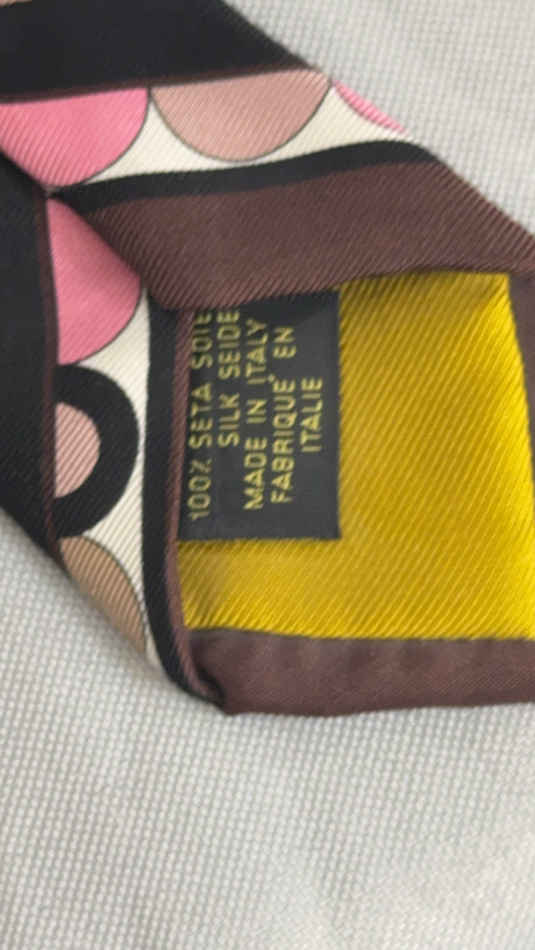 100% SETA SOIE
SILK SEIDE
MADE IN ITALY
FABRIQUE' EN
ITALIE